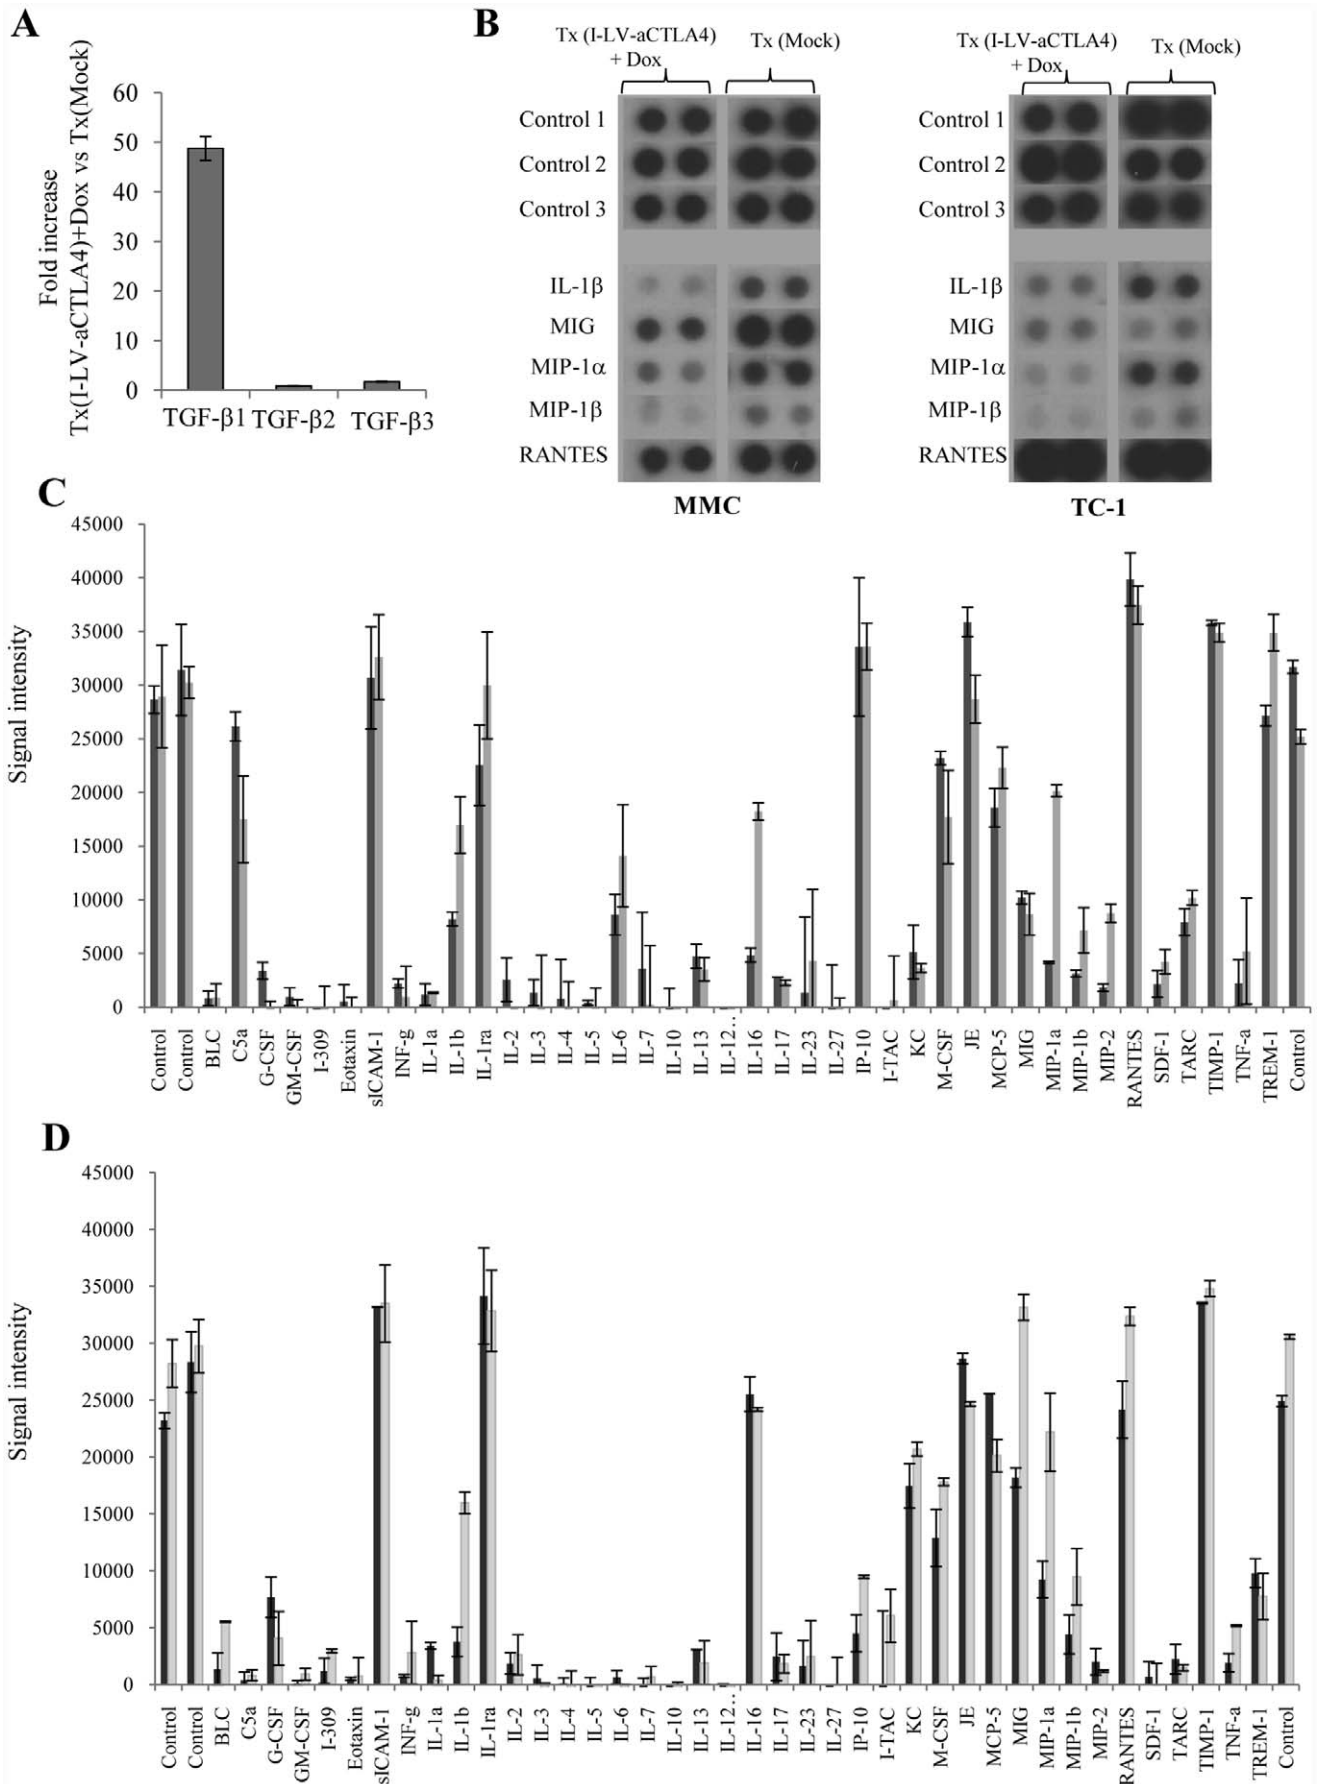 A
Fold increase
Tx(I-LV-aCTLA4)+Dox vs Tx(Mock)
60
50
40
30
20
10
0
TGF-β1 TGF-β2 TGF-β3
B
Tx (I-LV-aCTLA4)
+ Dox
Tx (Mock)
Control 1
Control 2
Control 3
IL-1β
MIG
MIP-1α
MIP-1β
RANTES
MMC
Tx (I-LV-aCTLA4)
+ Dox
Tx (Mock)
Control 1
Control 2
Control 3
IL-1β
MIG
MIP-1α
MIP-1β
RANTES
TC-1
C
Signal intensity
45000
40000
35000
30000
25000
20000
15000
10000
5000
0
Control
Control
BLC
C5a
G-CSF
GM-CSF
I-309
Eotaxin
sICAM-1
INF-g
IL-1a
IL-1b
IL-1ra
IL-2
IL-3
IL-4
IL-5
IL-6
IL-7
IL-10
IL-13
IL-12…
IL-16
IL-17
IL-23
IL-27
IP-10
I-TAC
KC
M-CSF
JE
MCP-5
MIG
MIP-1a
MIP-1b
MIP-2
RANTES
SDF-1
TARC
TIMP-1
TNF-a
TREM-1
Control
D
Signal intensity
45000
40000
35000
30000
25000
20000
15000
10000
5000
0
Control
Control
BLC
C5a
G-CSF
GM-CSF
I-309
Eotaxin
sICAM-1
INF-g
IL-1a
IL-1b
IL-1ra
IL-2
IL-3
IL-4
IL-5
IL-6
IL-7
IL-10
IL-13
IL-12…
IL-16
IL-17
IL-23
IL-27
IP-10
I-TAC
KC
M-CSF
JE
MCP-5
MIG
MIP-1a
MIP-1b
MIP-2
RANTES
SDF-1
TARC
TIMP-1
TNF-a
TREM-1
Control